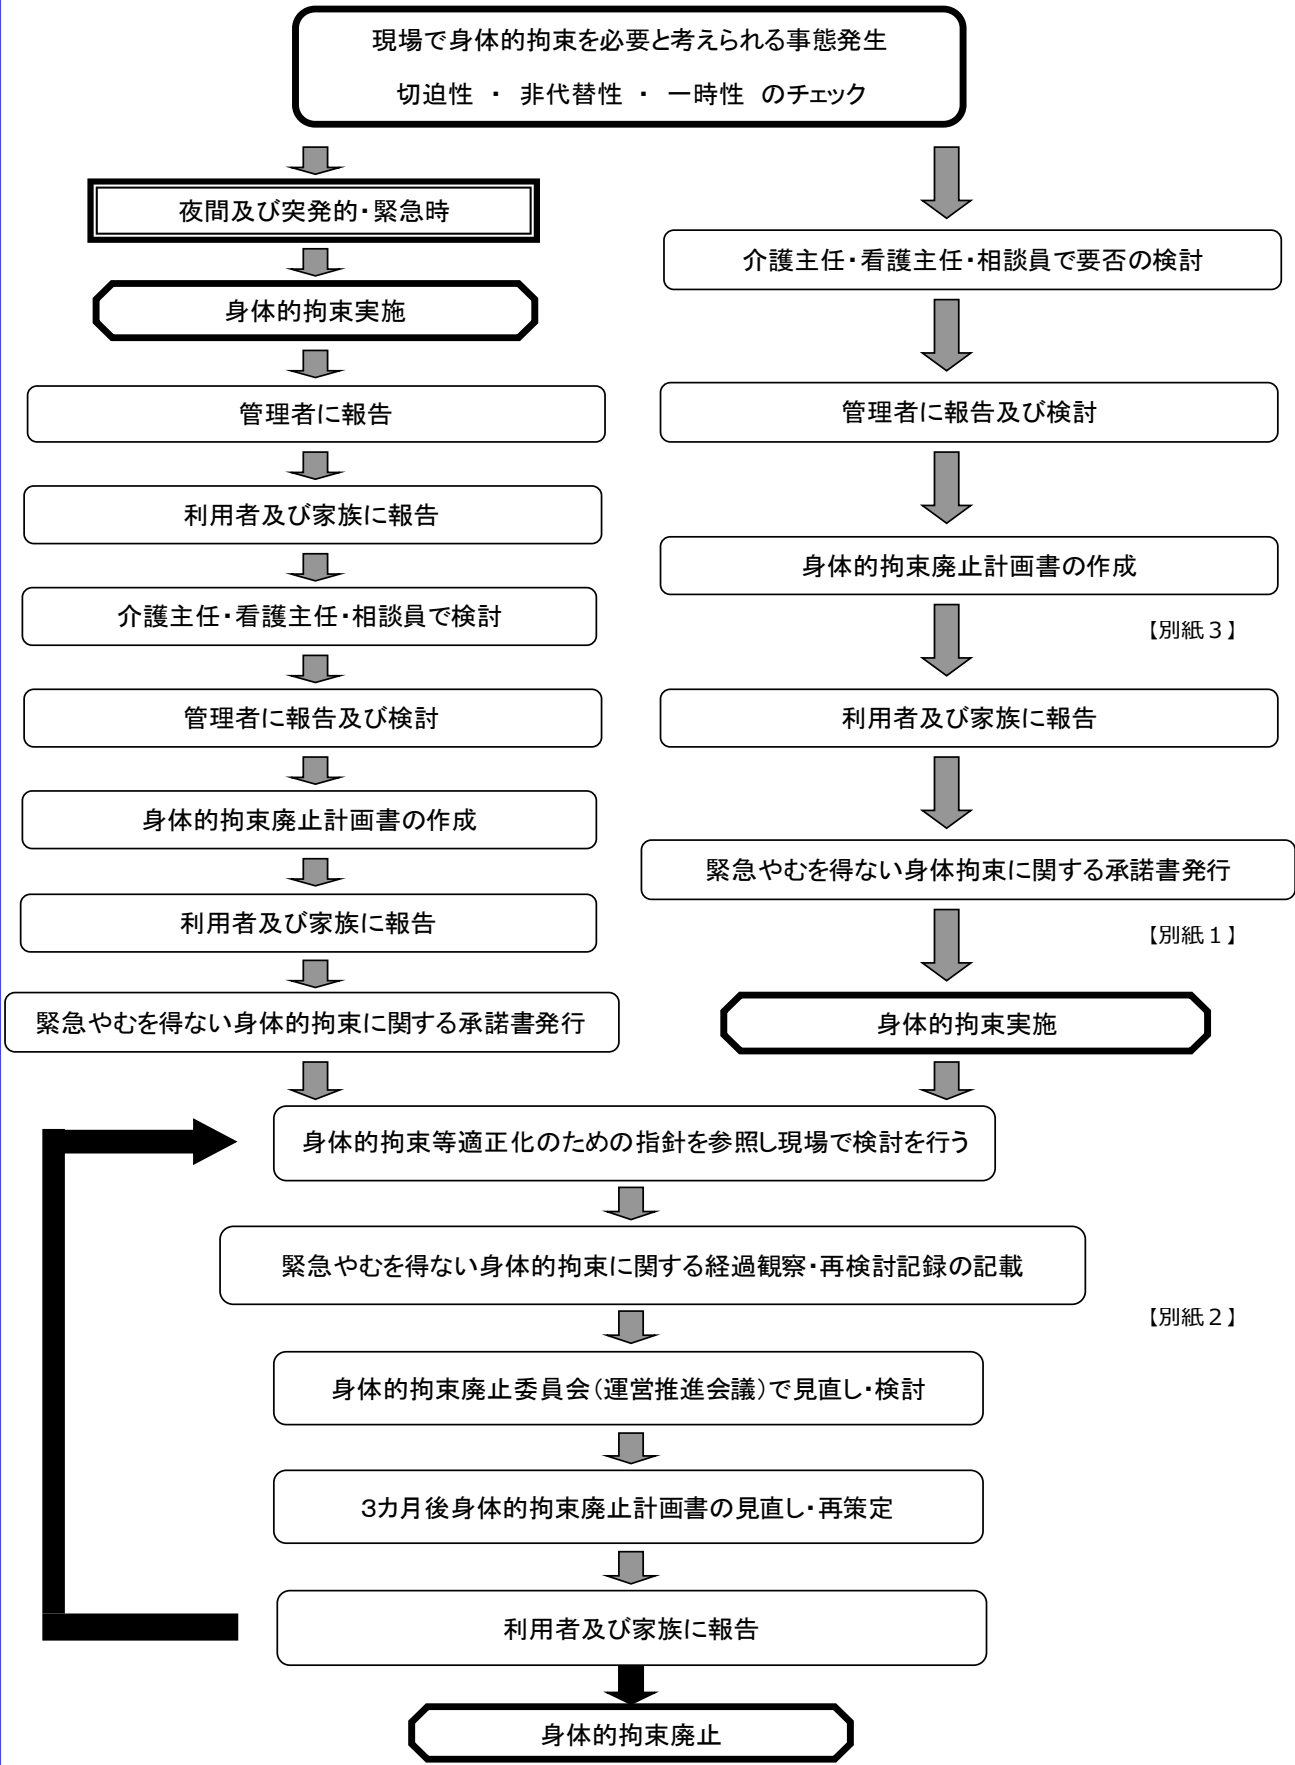 現場で身体的拘束を必要と考えられる事態発生
切迫性 ・ 非代替性 ・ 一時性 のチェック
夜間及び突発的・緊急時
身体的拘束実施
管理者に報告
利用者及び家族に報告
介護主任・看護主任・相談員で検討
管理者に報告及び検討
身体的拘束廃止計画書の作成
利用者及び家族に報告
緊急やむを得ない身体的拘束に関する承諾書発行
介護主任・看護主任・相談員で要否の検討
管理者に報告及び検討
身体的拘束廃止計画書の作成
【別紙3】
利用者及び家族に報告
緊急やむを得ない身体拘束に関する承諾書発行
【別紙1】
身体的拘束実施
身体的拘束等適正化のための指針を参照し現場で検討を行う
緊急やむを得ない身体的拘束に関する経過観察・再検討記録の記載
【別紙2】
身体的拘束廃止委員会(運営推進会議)で見直し・検討
3カ月後身体的拘束廃止計画書の見直し・再策定
利用者及び家族に報告
身体的拘束廃止